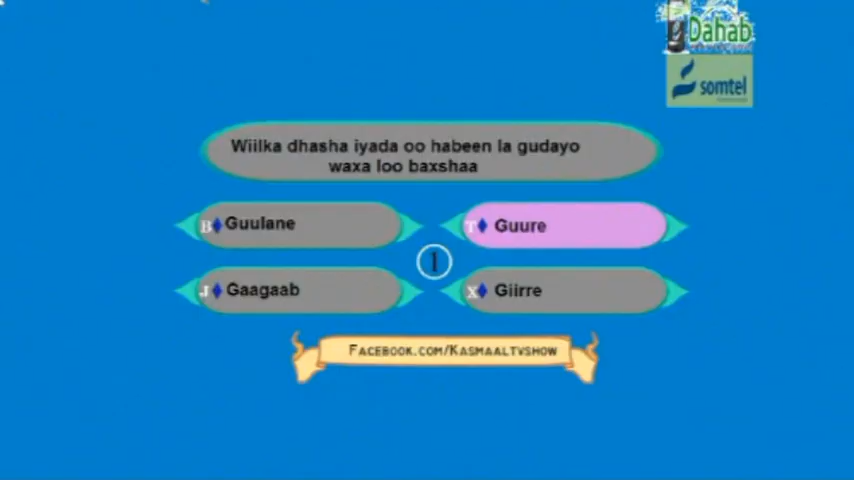 Dahab
somtel
Wiilka dhasha iyada oo habeen la gudayo
waxa loo baxshaa
B Guulane
T Guure
1
J Gaagaab
X Giirre
FACEBOOK.COM/KASMAALTVSHOW